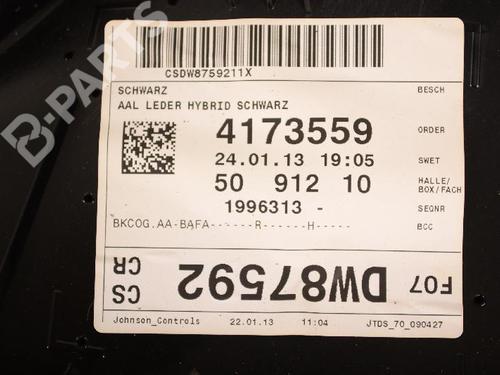 B-PARTS
CSDW8759211X
SCHWARZ BESCH
AAL LEDER HYBRID SCHWARZ
4173559 ORDER
24.01.13 19:05 SWET
50 912 10 HALLE/
BOX/FACH
1996313 - SEQNR
BKCOG.AA-BAFA------R------H----- BCC
CS
CR
DW87592
F07
Johnson_Controls 22.01.13 11:04 JTDS_70_090427